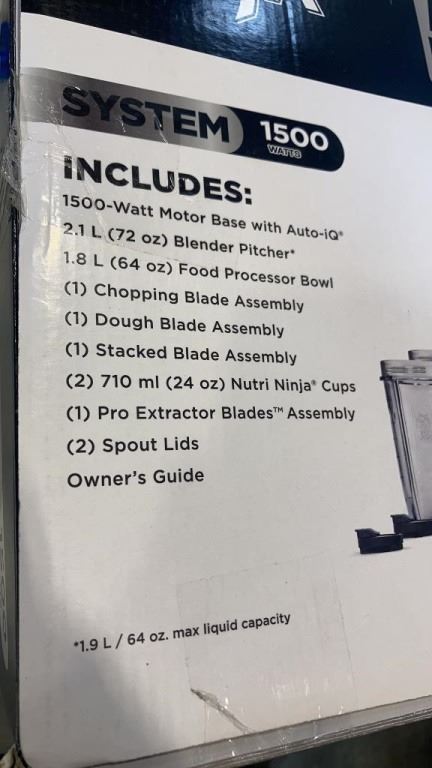 SYSTEM
1500
WATTS
INCLUDES:
1500-Watt Motor Base with Auto-iQ®
2.1 L (72 oz) Blender Pitcher*
1.8 L (64 oz) Food Processor Bowl
(1) Chopping Blade Assembly
(1) Dough Blade Assembly
(1) Stacked Blade Assembly
(2) 710 ml (24 oz) Nutri Ninja® Cups
(1) Pro Extractor Blades™ Assembly
(2) Spout Lids
Owner's Guide
*1.9 L / 64 oz. max liquid capacity